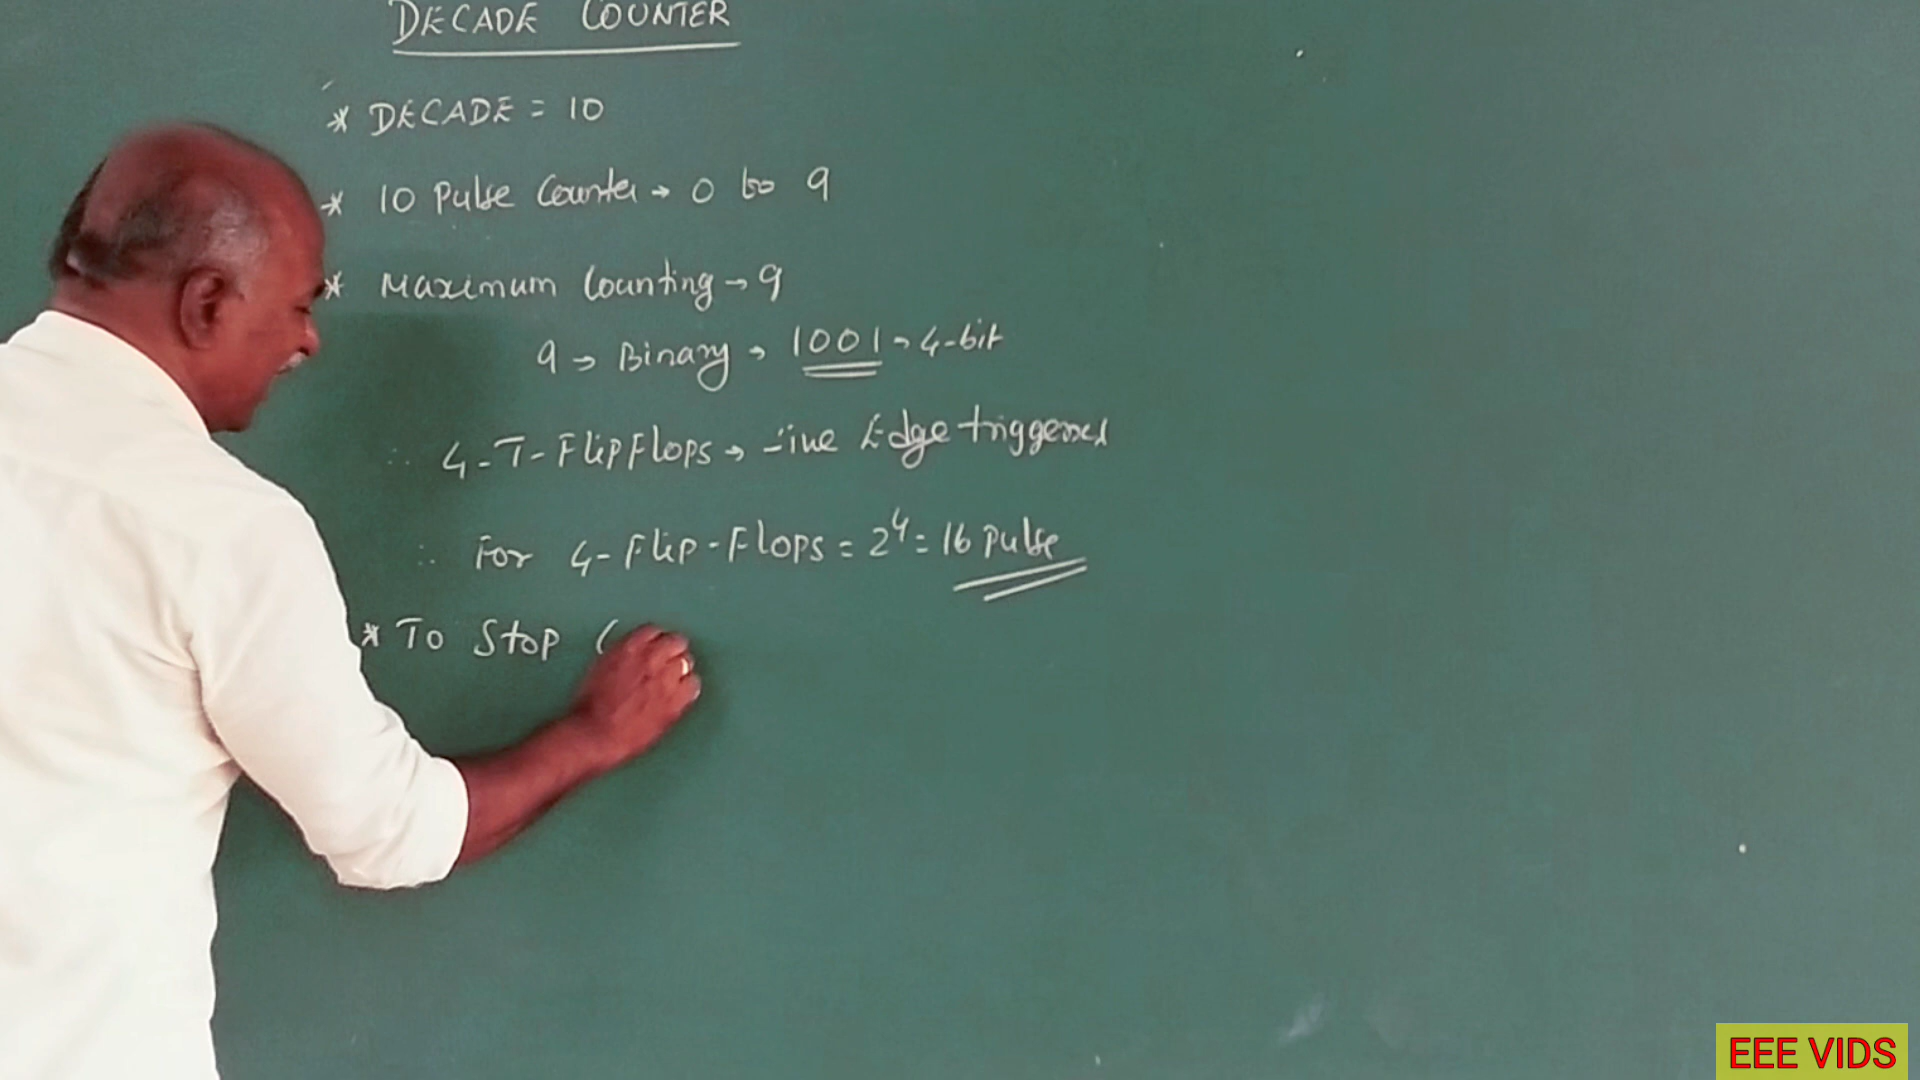 DECADE COUNTER
* DECADE = 10
* 10 Pulse Counter → 0 to 9
* Maximum Counting → 9
9 → Binary → 1001 → 4-bit
∴ 4-T-FlipFlops → -ive Edge triggered
∴ For 4-Flip-Flops = 2⁴ = 16 Pulse
* To Stop
EEE VIDS